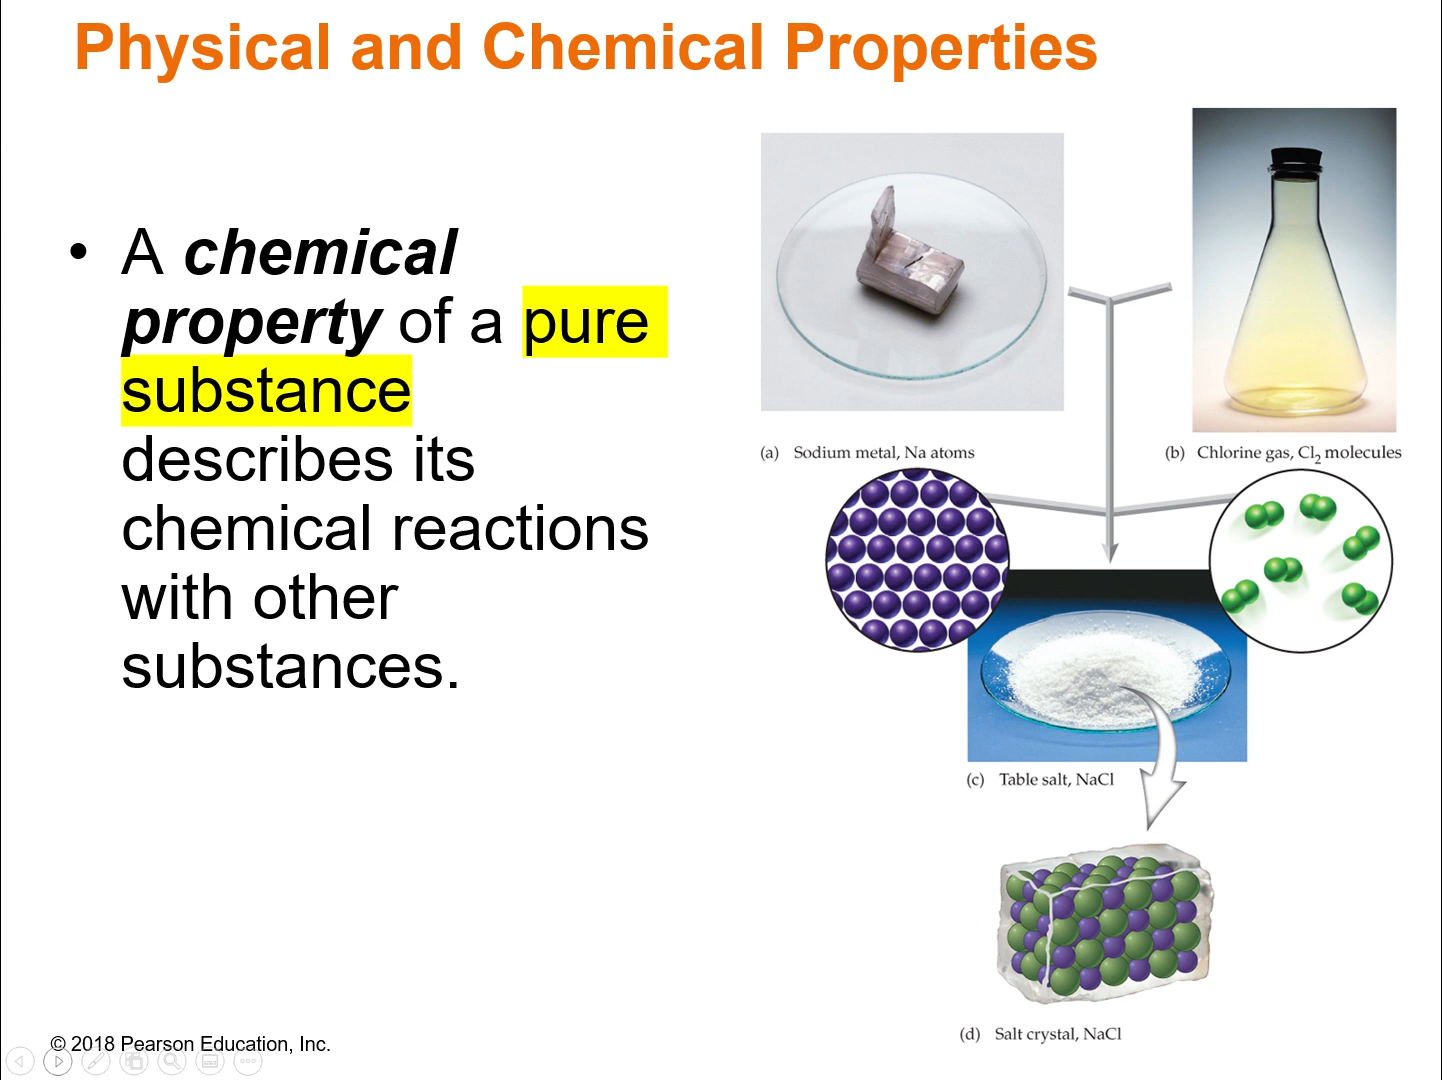 Physical and Chemical Properties
• A chemical
property of a pure
substance
describes its
chemical reactions
with other
substances.
(a) Sodium metal, Na atoms
(b) Chlorine gas, Cl₂ molecules
(c) Table salt, NaCl
(d) Salt crystal, NaCl
© 2018 Pearson Education, Inc.